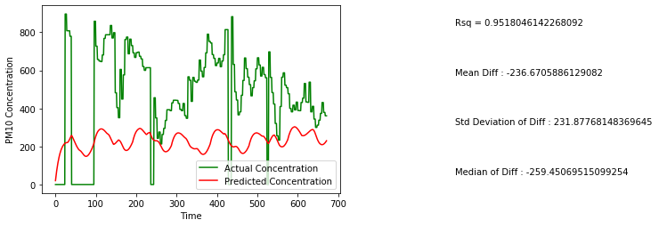 PM10 Concentration
800
600
400
200
0
0 100 200 300 400 500 600 700
Time
Actual Concentration
Predicted Concentration
Rsq = 0.9518046142268092
Mean Diff : -236.6705886129082
Std Deviation of Diff : 231.87768148369645
Median of Diff : -259.45069515099254